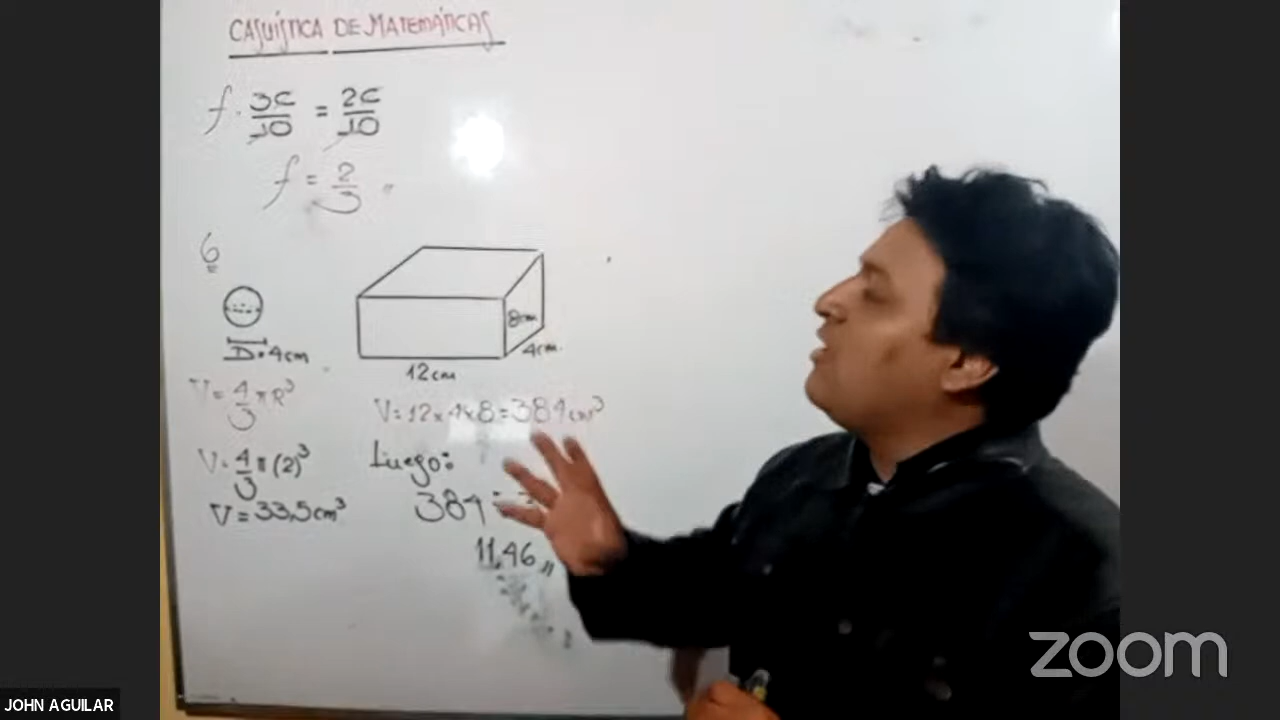 CASUÍSTICA DE MATEMÁTICAS
f · 3C/10 = 2C/10
f = 2/3 "
6
D = 4cm
8cm
4cm
12cm
V = 4/3 π R³
V = 12 × 4 × 8 = 384 cm³
V = 4/3 π (2)³
Luego:
V = 33,5 cm³
384 ÷ 3
11,46 "
zoom
JOHN AGUILAR